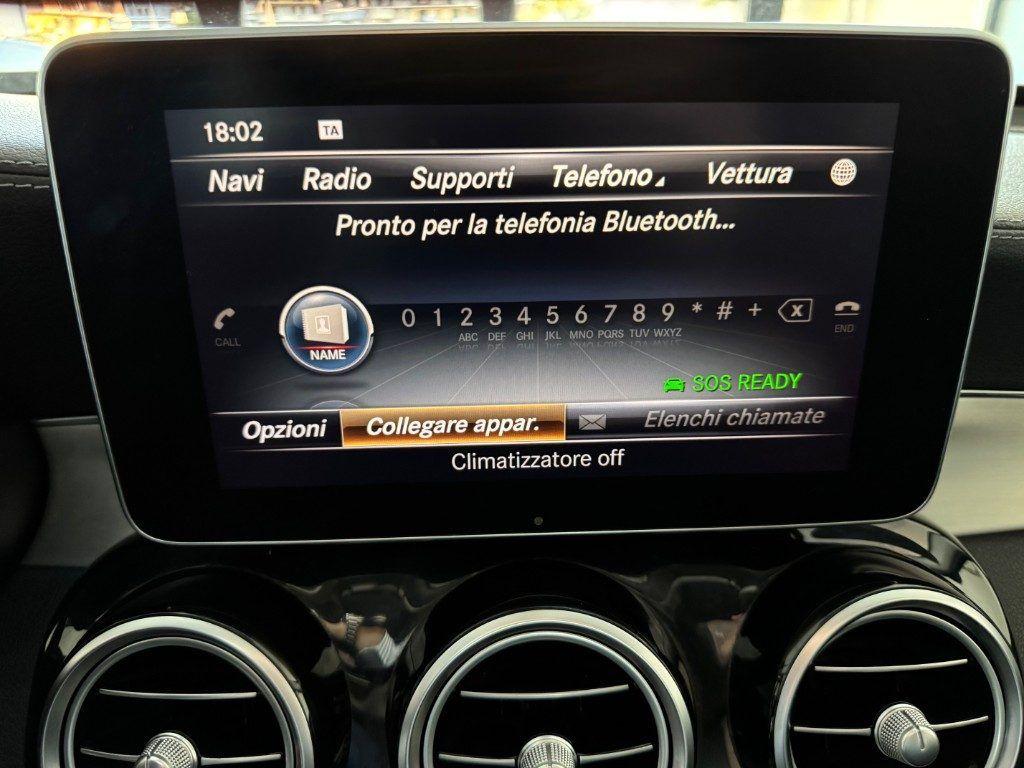 18:02 TA
Navi Radio Supporti Telefono Vettura
Pronto per la telefonia Bluetooth...
CALL NAME 0 1 2 3 4 5 6 7 8 9 * # + X END
ABC DEF GHI JKL MNO PQRS TUV WXYZ
SOS READY
Opzioni Collegare appar. Elenchi chiamate
Climatizzatore off